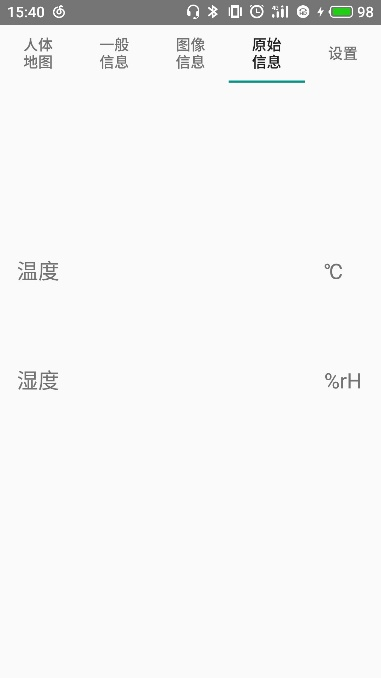 15:40 98
人体 一般 图像 原始 设置
地图 信息 信息 信息
温度 ℃
湿度 %rH